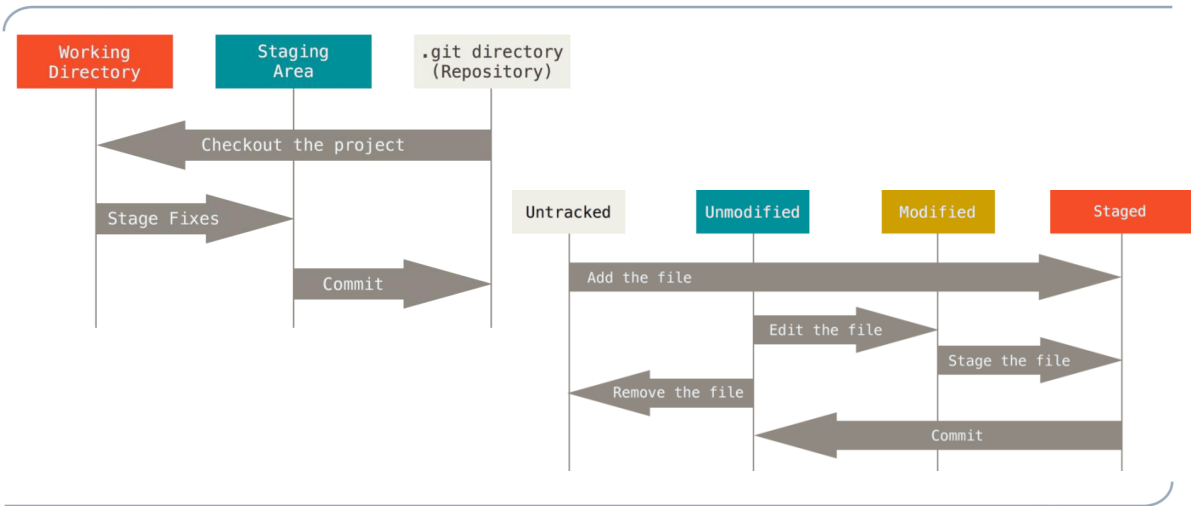 Working
Directory
Staging
Area
.git directory
(Repository)
Checkout the project
Stage Fixes
Commit
Untracked
Unmodified
Modified
Staged
Add the file
Edit the file
Stage the file
Remove the file
Commit